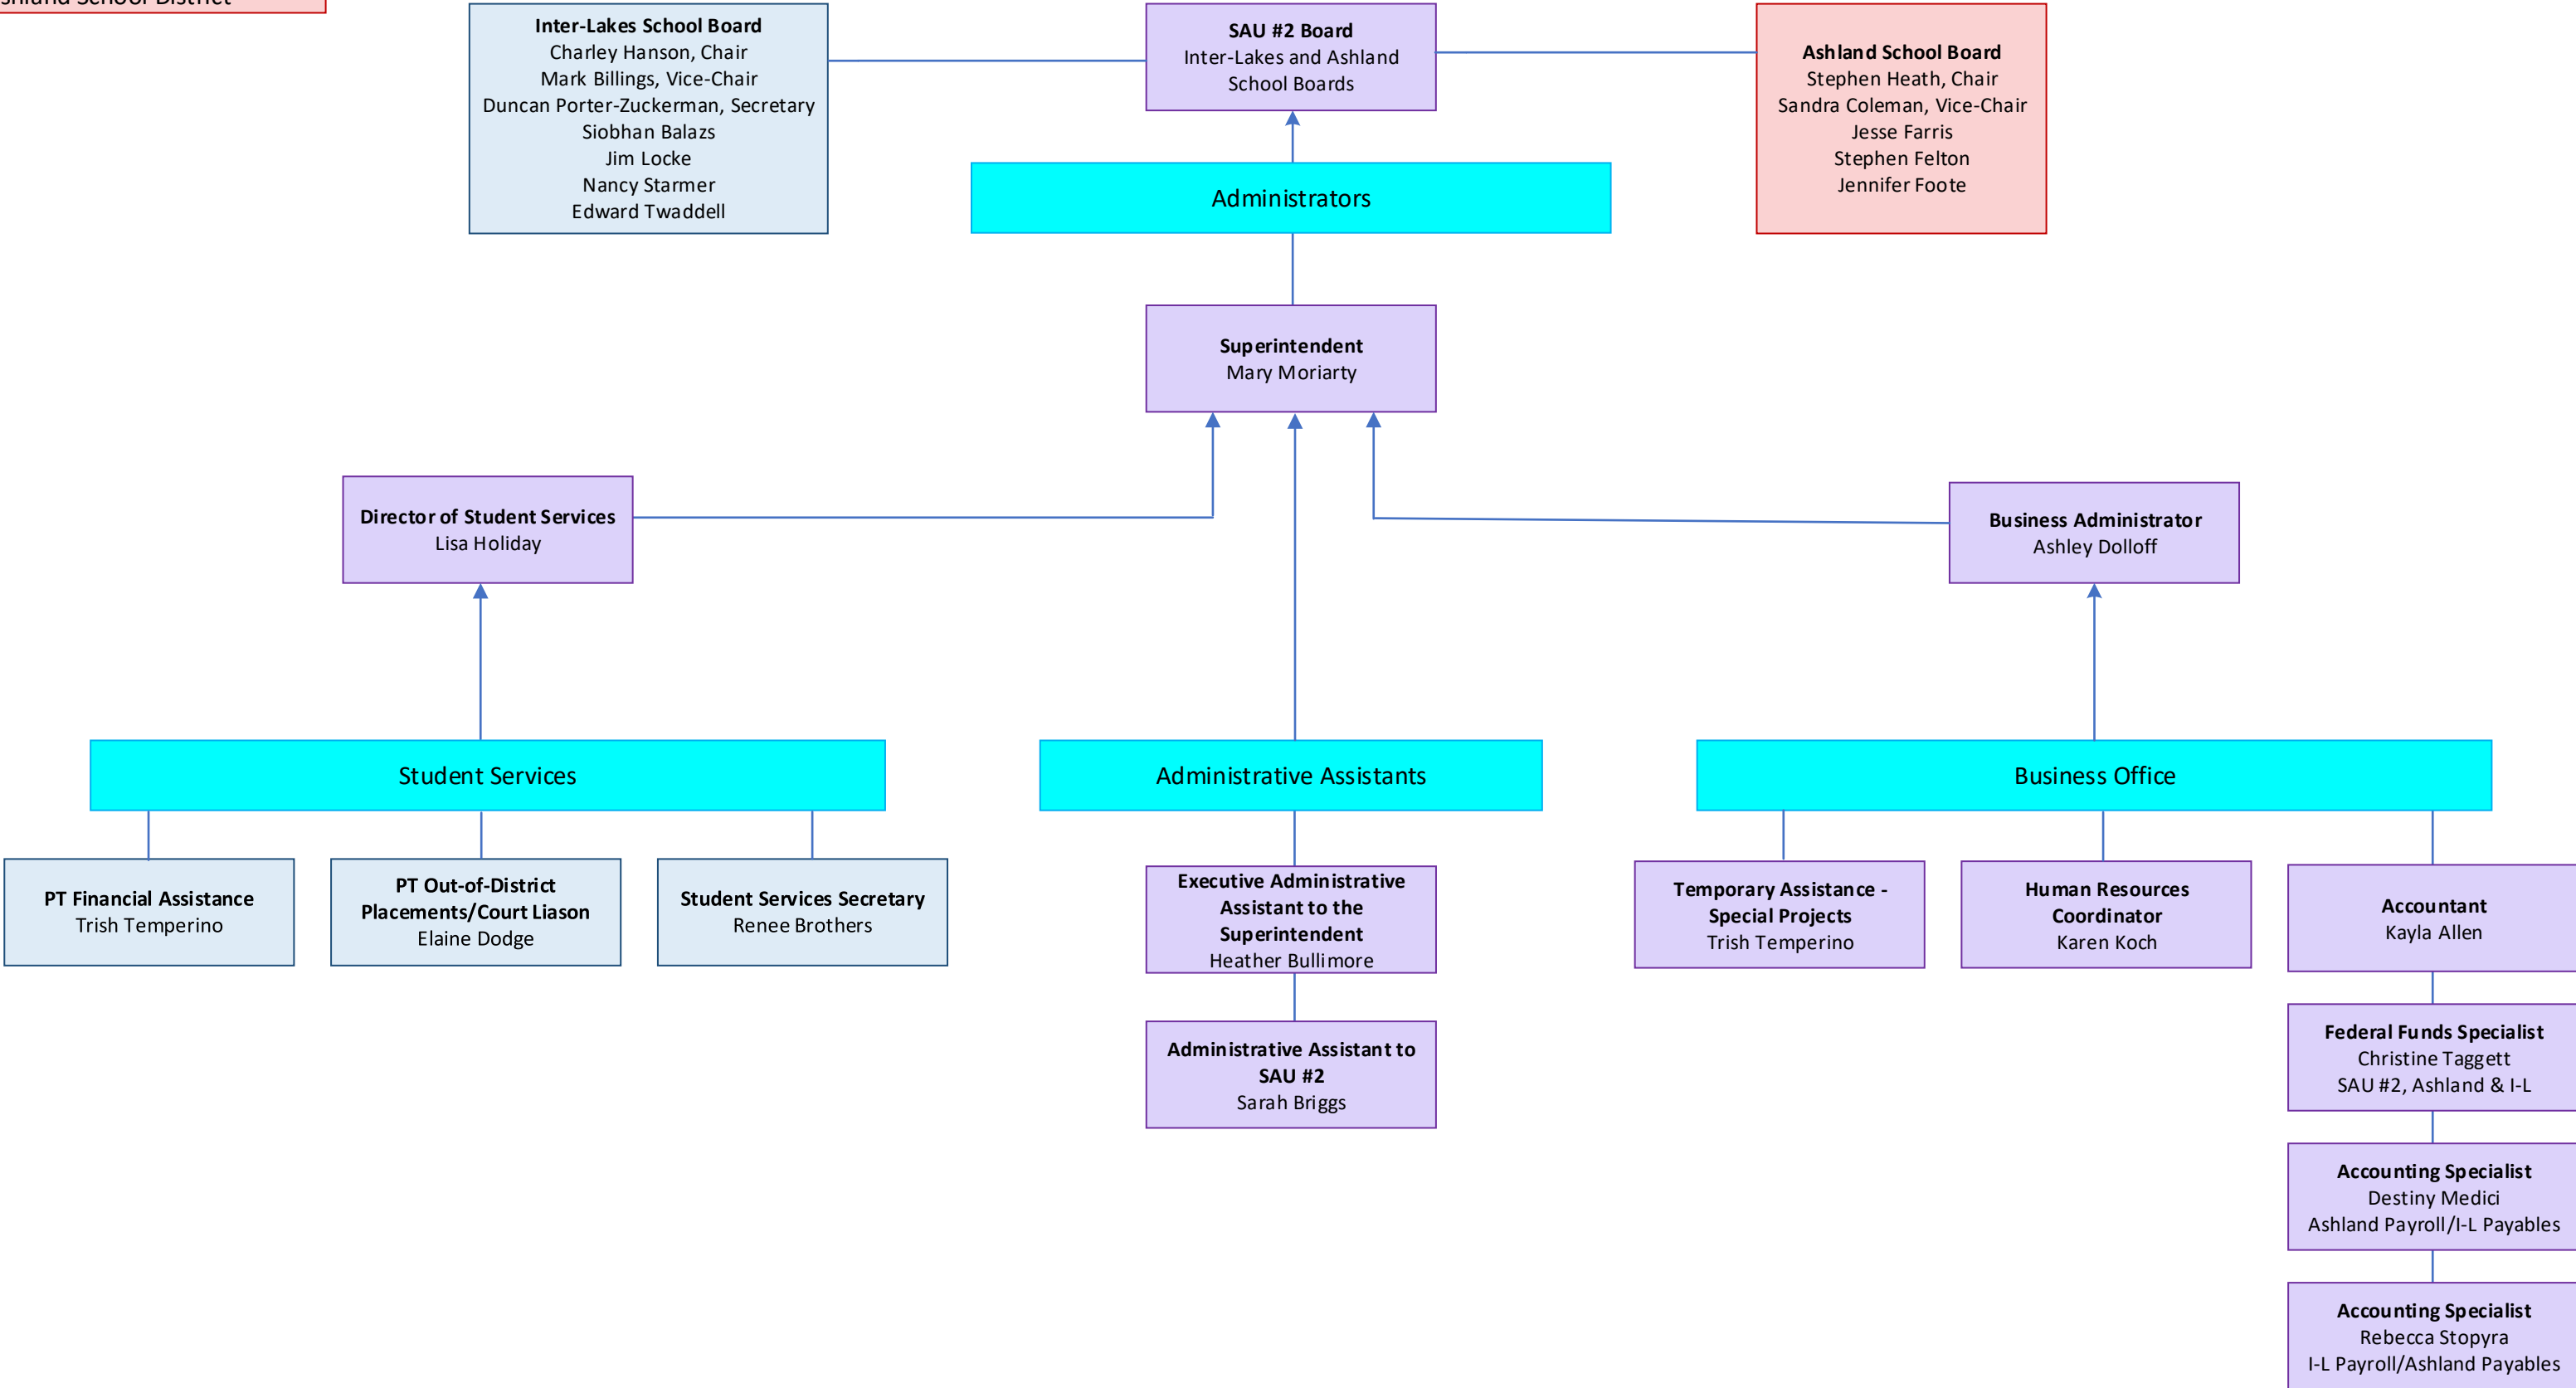 School District
Inter-Lakes School Board
Charley Hanson, Chair
Mark Billings, Vice-Chair
Duncan Porter-Zuckerman, Secretary
Siobhan Balazs
Jim Locke
Nancy Starmer
Edward Twaddell
SAU #2 Board
Inter-Lakes and Ashland
School Boards
Ashland School Board
Stephen Heath, Chair
Sandra Coleman, Vice-Chair
Jesse Farris
Stephen Felton
Jennifer Foote
Administrators
Superintendent
Mary Moriarty
Director of Student Services
Lisa Holiday
Business Administrator
Ashley Dolloff
Student Services
Administrative Assistants
Business Office
PT Financial Assistance
Trish Temperino
PT Out-of-District
Placements/Court Liason
Elaine Dodge
Student Services Secretary
Renee Brothers
Executive Administrative
Assistant to the
Superintendent
Heather Bullimore
Administrative Assistant to
SAU #2
Sarah Briggs
Temporary Assistance -
Special Projects
Trish Temperino
Human Resources
Coordinator
Karen Koch
Accountant
Kayla Allen
Federal Funds Specialist
Christine Taggett
SAU #2, Ashland & I-L
Accounting Specialist
Destiny Medici
Ashland Payroll/I-L Payables
Accounting Specialist
Rebecca Stopyra
I-L Payroll/Ashland Payables